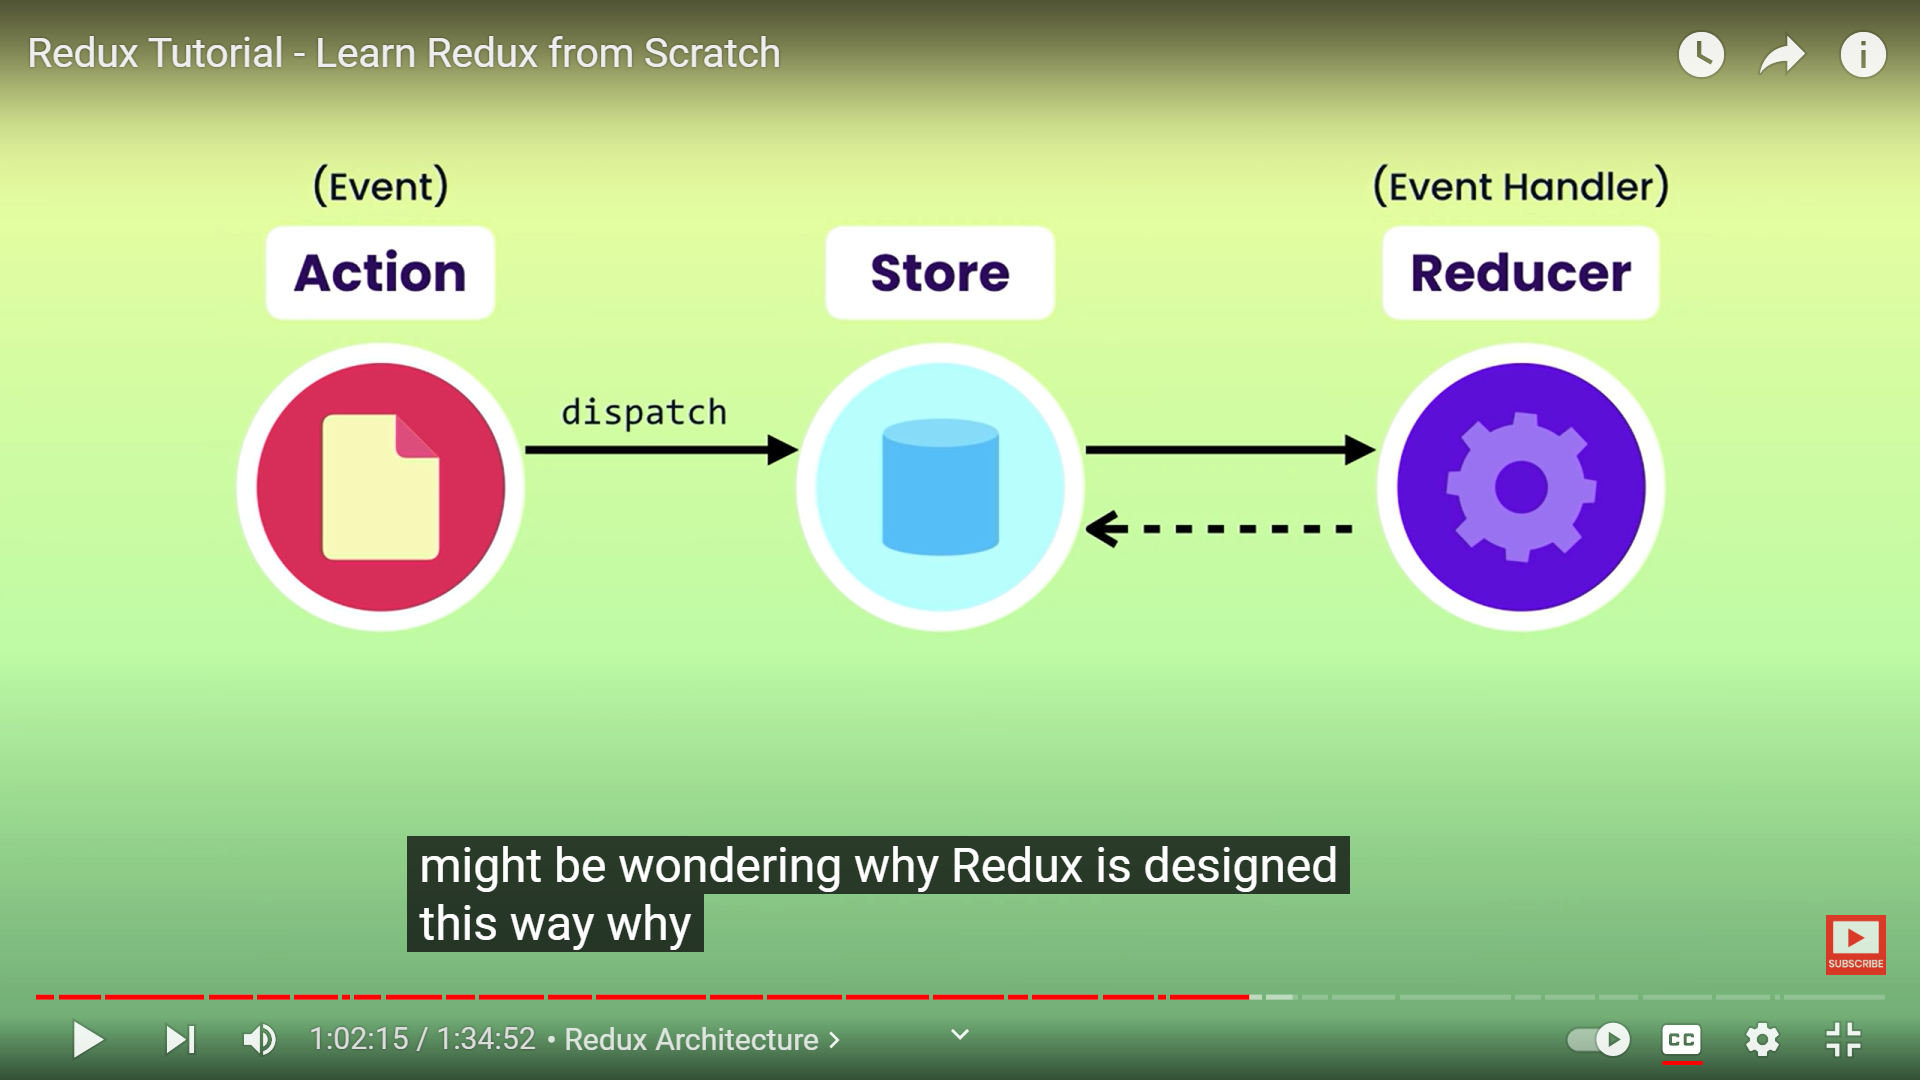 Redux Tutorial - Learn Redux from Scratch
(Event)
(Event Handler)
Action
Store
Reducer
dispatch
might be wondering why Redux is designed
this way why
SUBSCRIBE
1:02:15 / 1:34:52 • Redux Architecture
CC